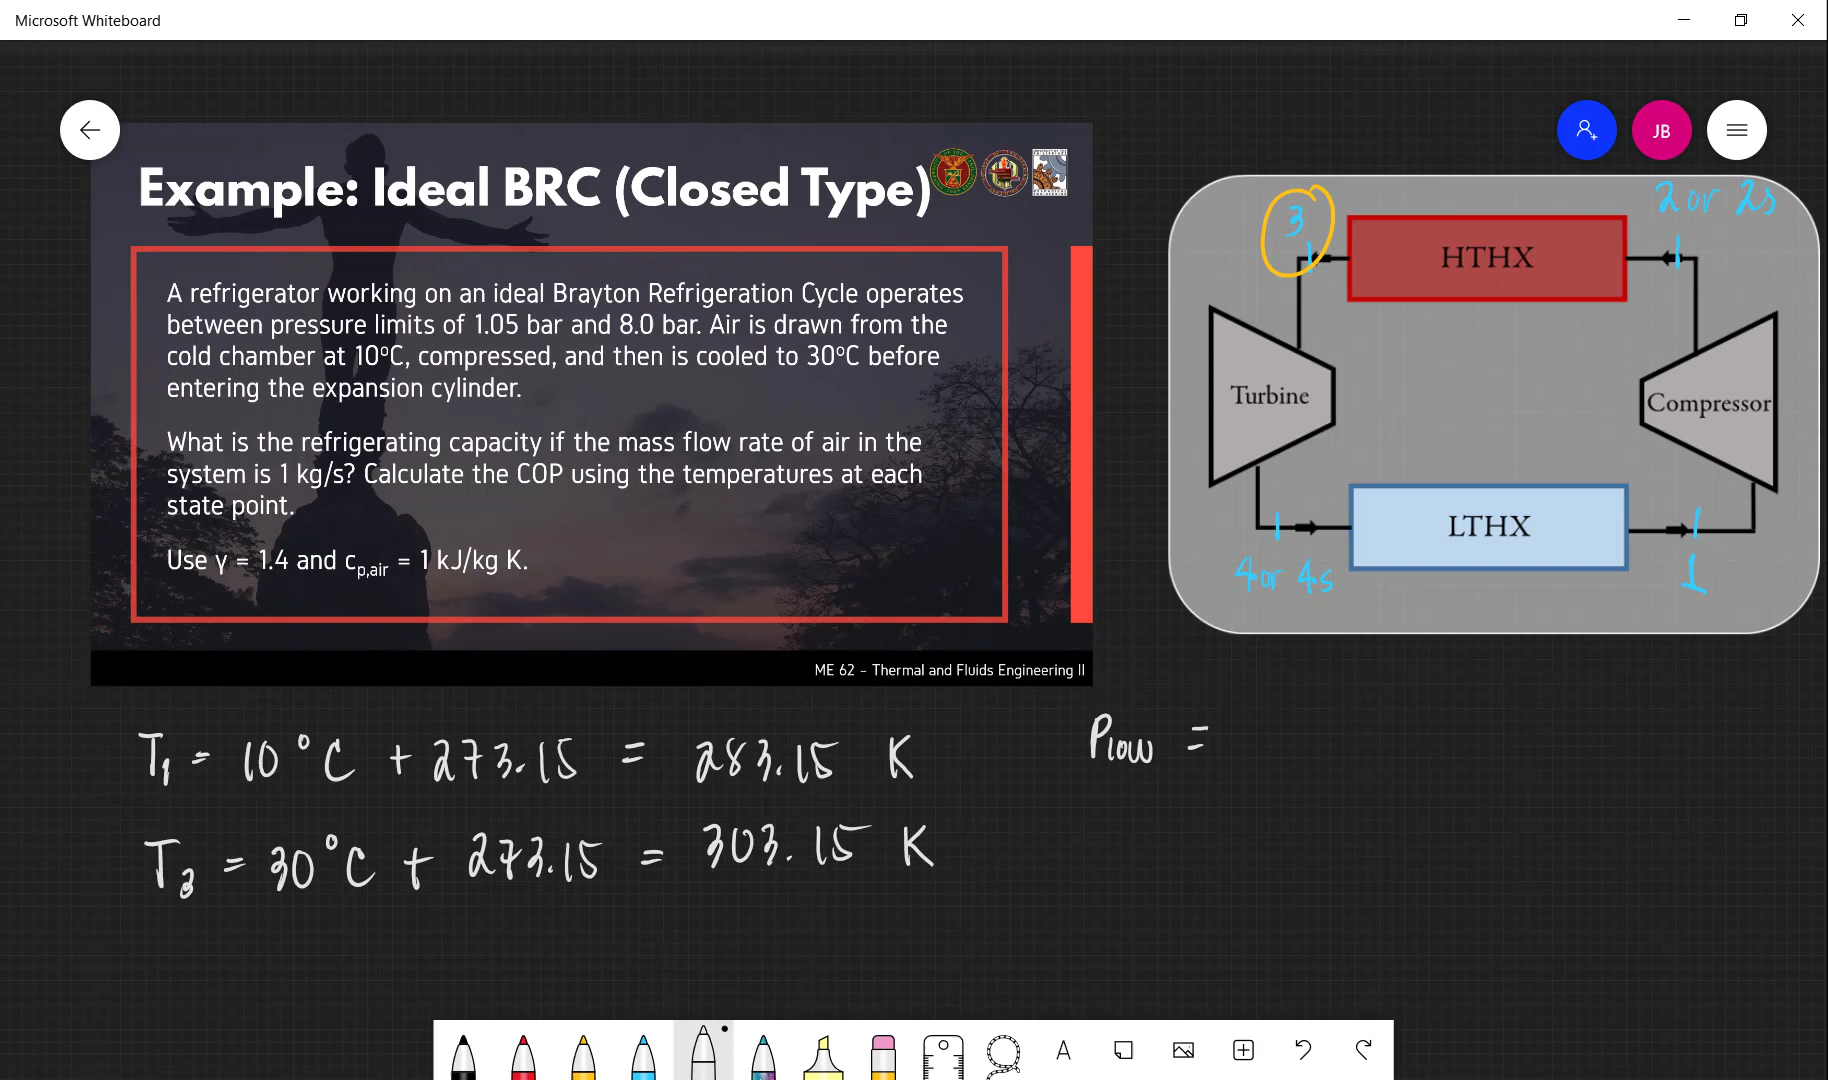 Microsoft Whiteboard
JB
Example: Ideal BRC (Closed Type)
A refrigerator working on an ideal Brayton Refrigeration Cycle operates
between pressure limits of 1.05 bar and 8.0 bar. Air is drawn from the
cold chamber at 10°C, compressed, and then is cooled to 30°C before
entering the expansion cylinder.
What is the refrigerating capacity if the mass flow rate of air in the
system is 1 kg/s? Calculate the COP using the temperatures at each
state point.
Use γ = 1.4 and cp,air = 1 kJ/kg K.
ME 62 – Thermal and Fluids Engineering II
3
2 or 2s
HTHX
Turbine
Compressor
LTHX
4 or 4s
1
T1 = 10°C + 273.15 = 283.15 K
Plow =
T3 = 30°C + 273.15 = 303.15 K
A